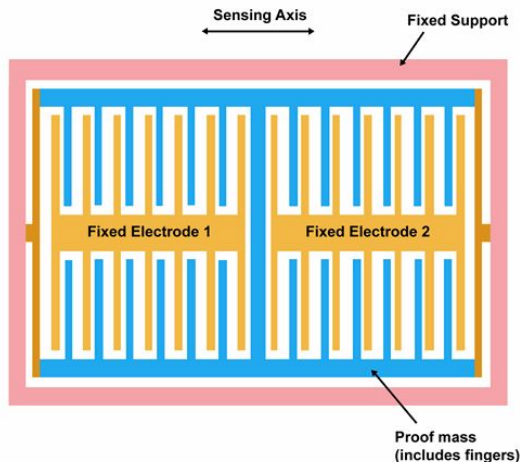 Sensing Axis
Fixed Support
Fixed Electrode 1
Fixed Electrode 2
Proof mass
(includes fingers)